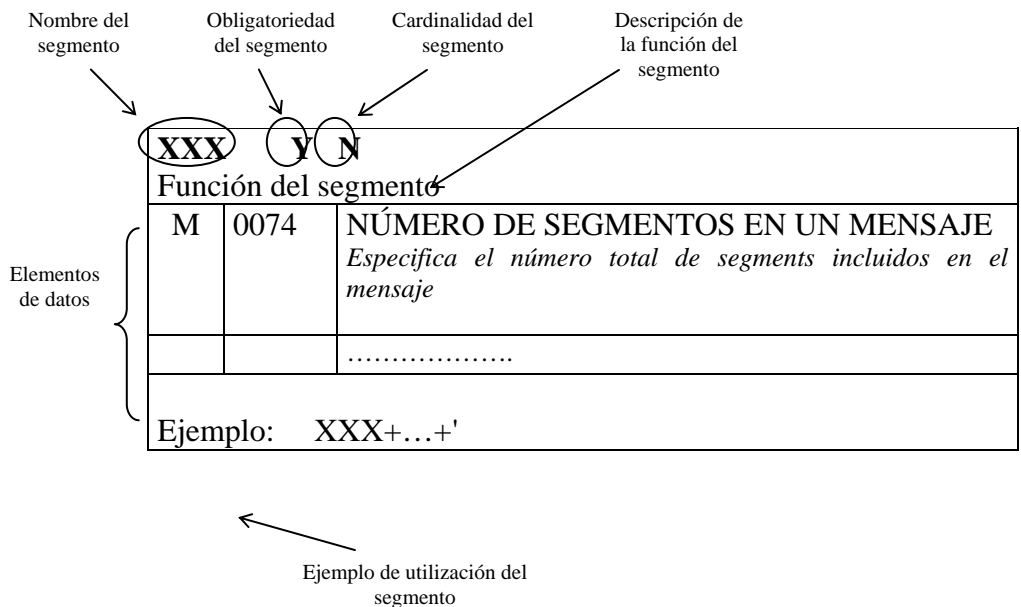 Nombre del
segmento
Obligatoriedad
del segmento
Cardinalidad del
segmento
Descripción de
la función del
segmento
XXX Y N
Función del segmento
M 0074 NÚMERO DE SEGMENTOS EN UN MENSAJE
Especifica el número total de segments incluidos en el
mensaje
Elementos
de datos
……………….
Ejemplo: XXX+…+'
Ejemplo de utilización del
segmento